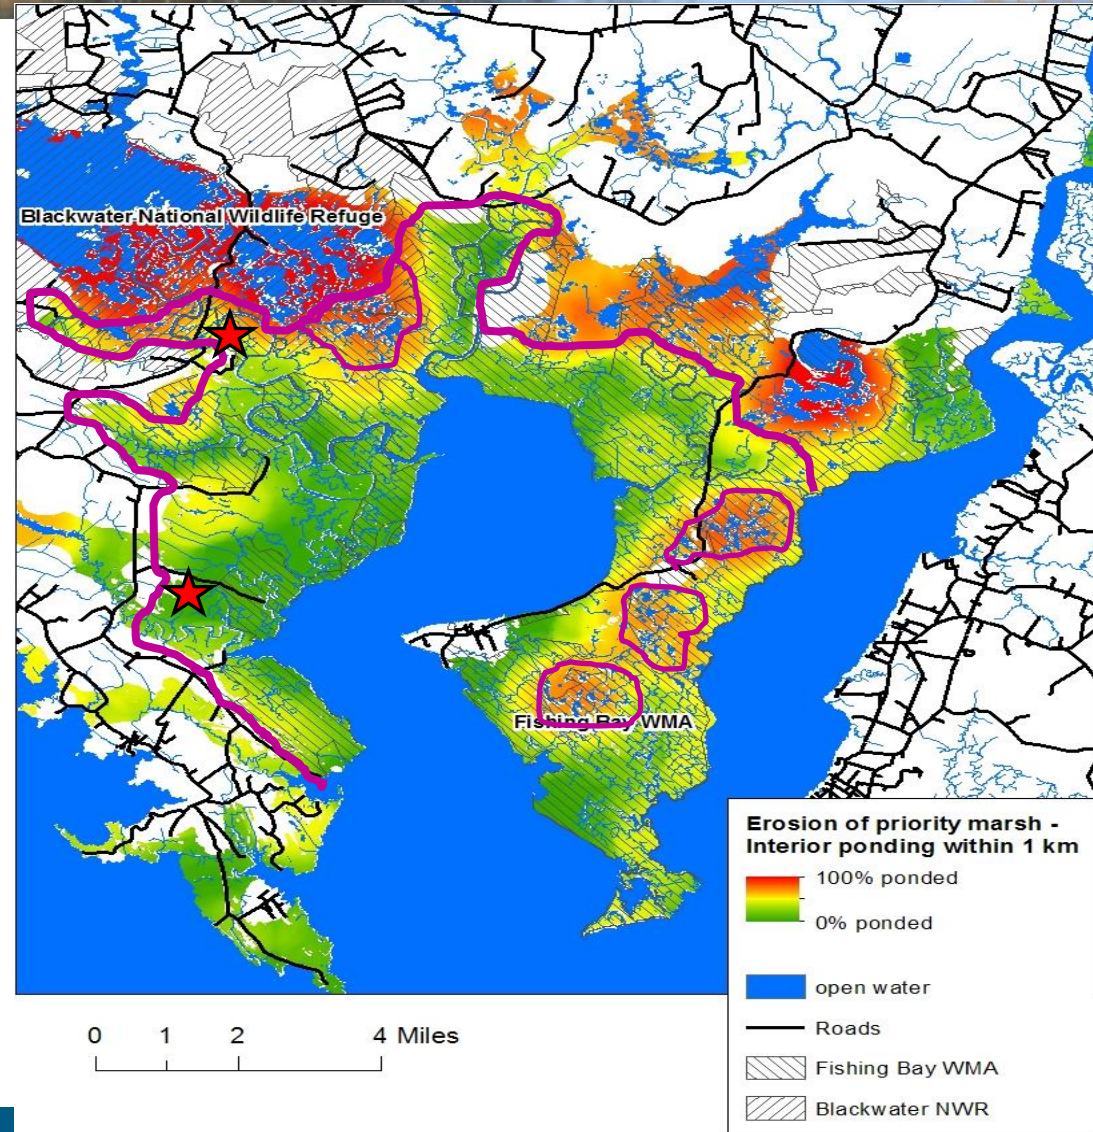 Blackwater National Wildlife Refuge
Fishing Bay WMA
Erosion of priority marsh -
Interior ponding within 1 km
100% ponded
0% ponded
open water
Roads
Fishing Bay WMA
Blackwater NWR
0 1 2 4 Miles